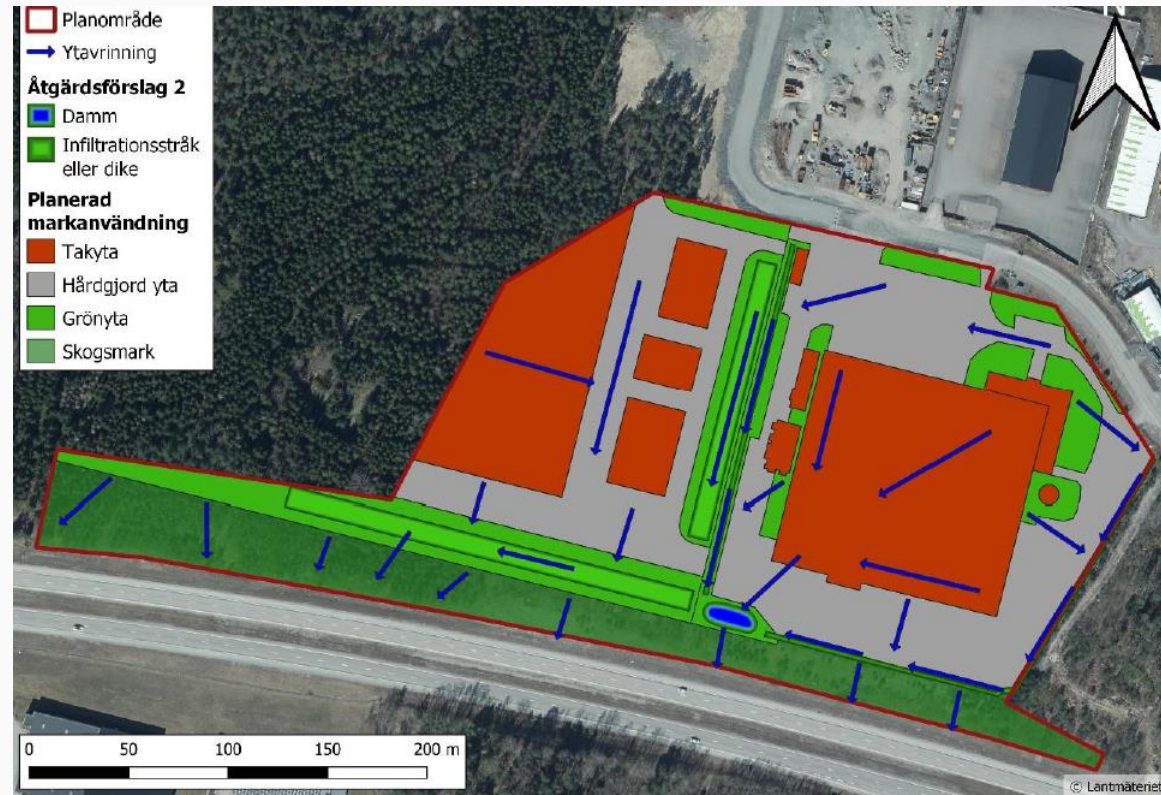 Planområde
Ytavrinning
Åtgärdsförslag 2
Damm
Infiltrationsstråk
eller dike
Planerad
markanvändning
Takyta
Hårdgjord yta
Grönyta
Skogsmark
0 50 100 150 200 m
© Lantmäteriet